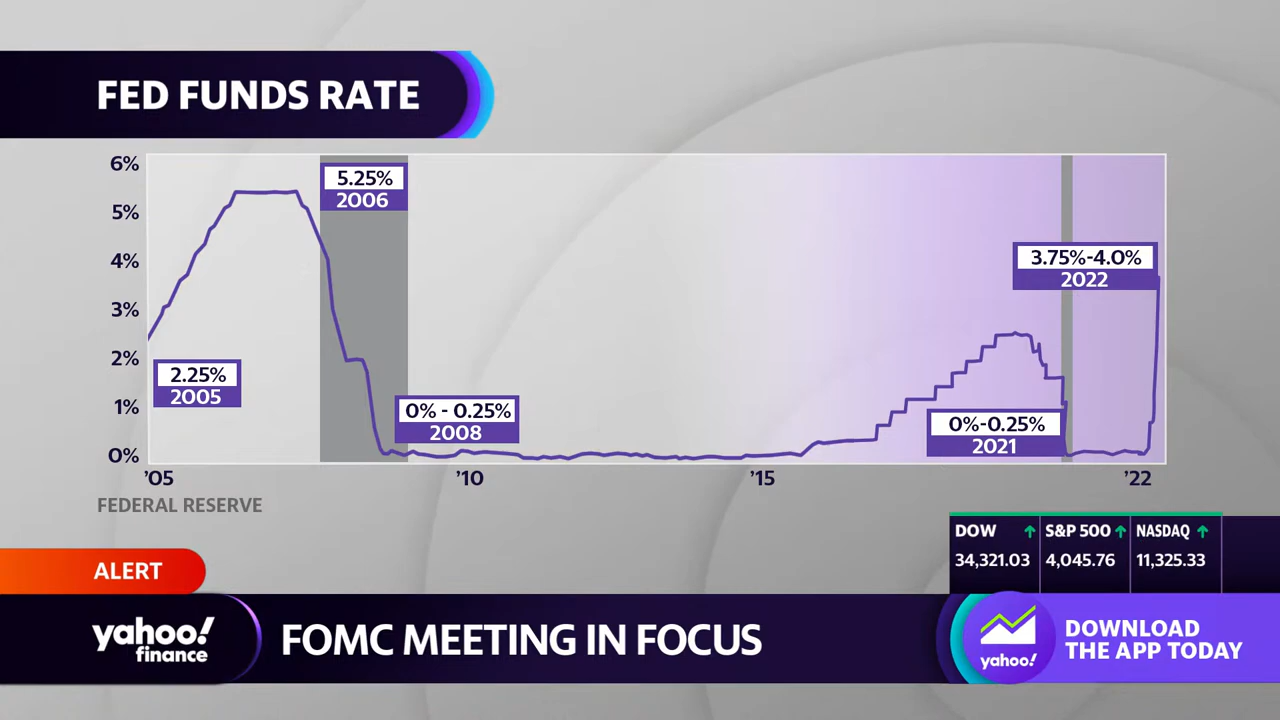 FED FUNDS RATE
6%
5%
4%
3%
2%
1%
0%
5.25%
2006
3.75%-4.0%
2022
2.25%
2005
0% - 0.25%
2008
0%-0.25%
2021
’05
’10
’15
’22
FEDERAL RESERVE
DOW
34,321.03
S&P 500
4,045.76
NASDAQ
11,325.33
ALERT
yahoo!
finance
FOMC MEETING IN FOCUS
yahoo!
DOWNLOAD
THE APP TODAY